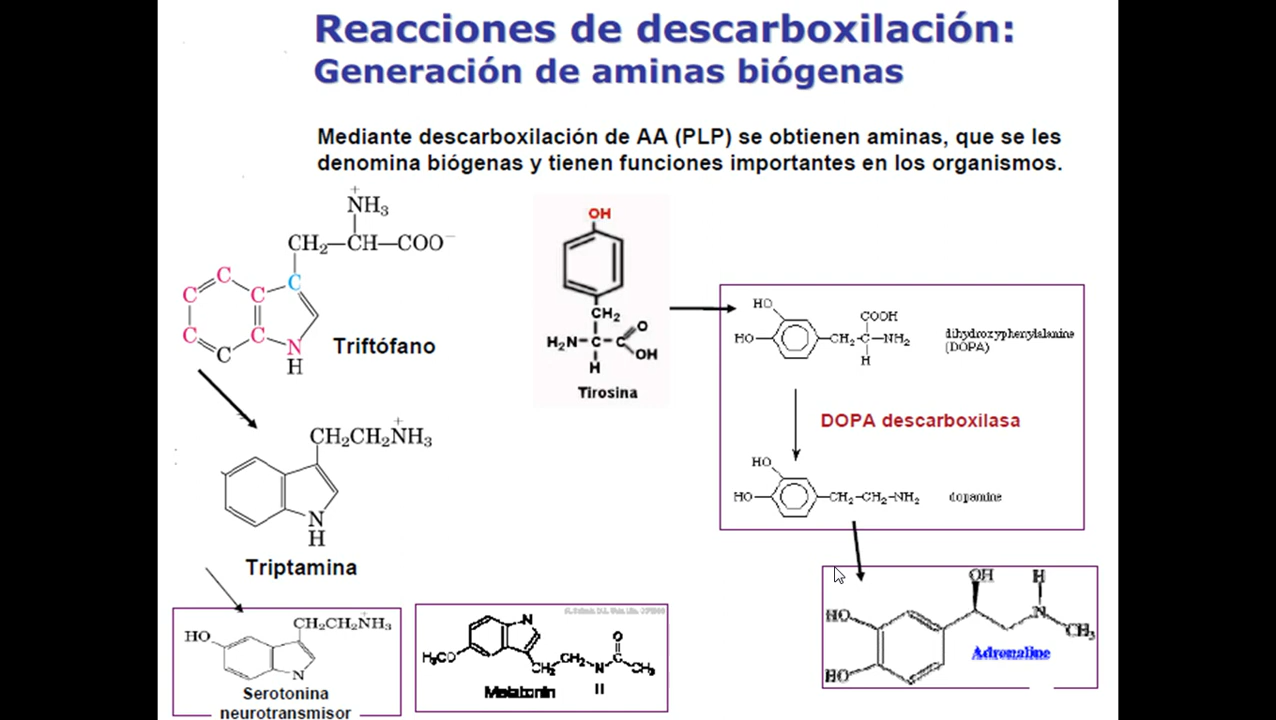 Reacciones de descarboxilación:
Generación de aminas biógenas
Mediante descarboxilación de AA (PLP) se obtienen aminas, que se les
denomina biógenas y tienen funciones importantes en los organismos.
+
NH3
CH2—CH—COO−
C
C
C
C
C
C
C
N
H
Triftófano
CH2CH2NH3
+
N
H
Triptamina
HO
CH2CH2NH3
+
N
Serotonina
neurotransmisor
OH
CH2
H2N—C—C
O
OH
H
Tirosina
HO
HO
COOH
CH2-C—NH2
H
dihydroxyphenylalanine
(DOPA)
DOPA descarboxilasa
HO
HO
CH2-CH2-NH2
dopamine
N
H3CO
CH2
CH2
N
O
C
CH3
Melatonin
OH
H
HO
N
CH3
HO
Adrenaline